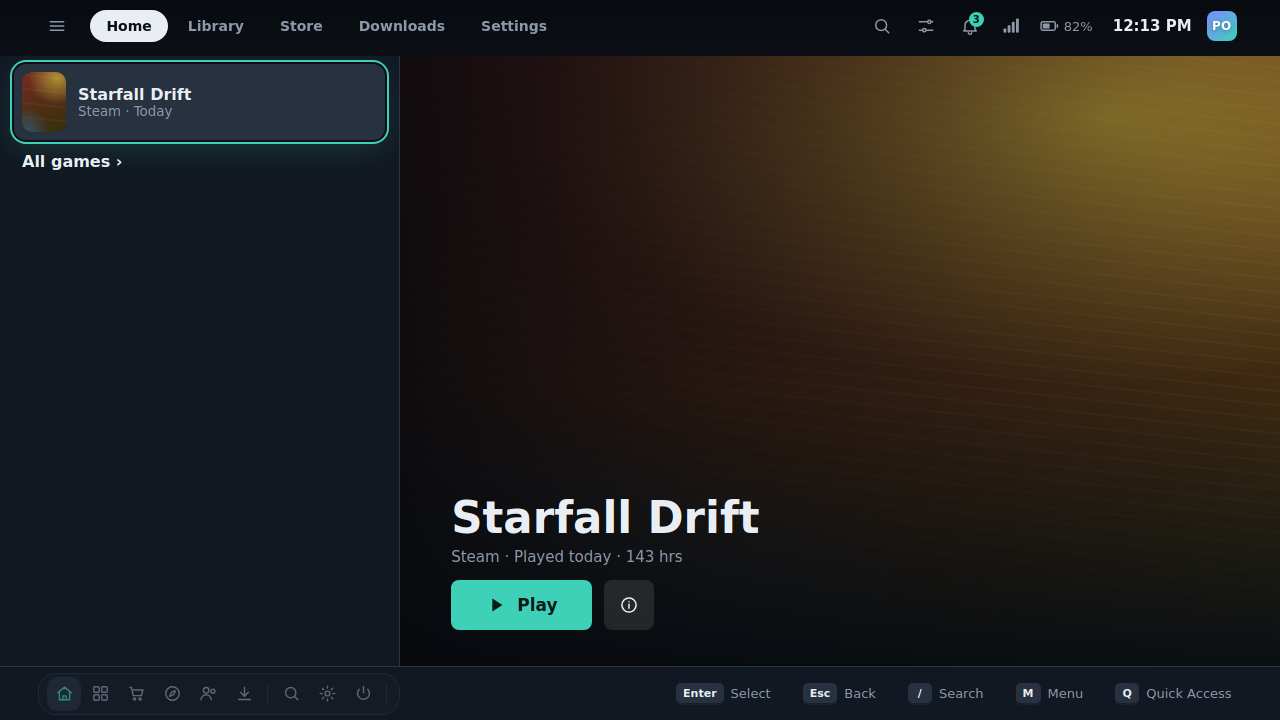 Home Library Store Downloads Settings 3 82% 12:13 PM PO
Starfall Drift
Steam · Today
All games ›
Starfall Drift
Steam · Played today · 143 hrs
Play
Enter Select Esc Back / Search M Menu Q Quick Access